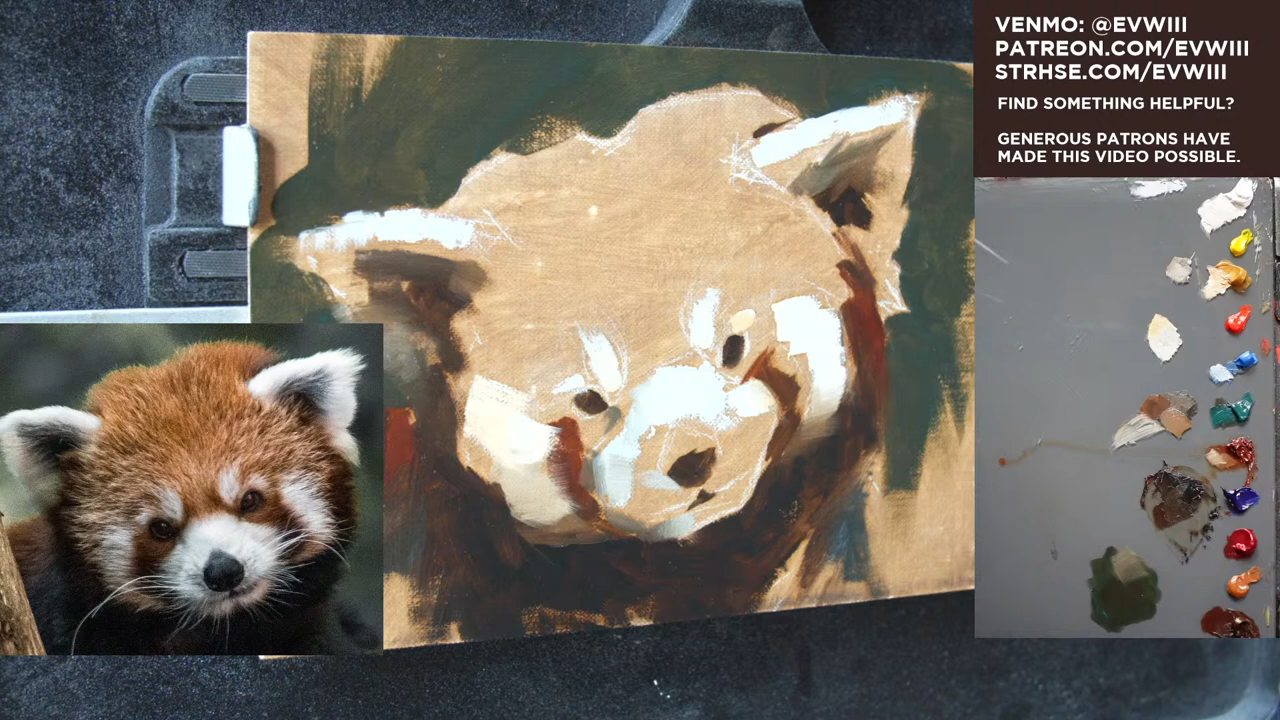 VENMO: @EVWIII
PATREON.COM/EVWIII
STRHSE.COM/EVWIII
FIND SOMETHING HELPFUL?
GENEROUS PATRONS HAVE
MADE THIS VIDEO POSSIBLE.